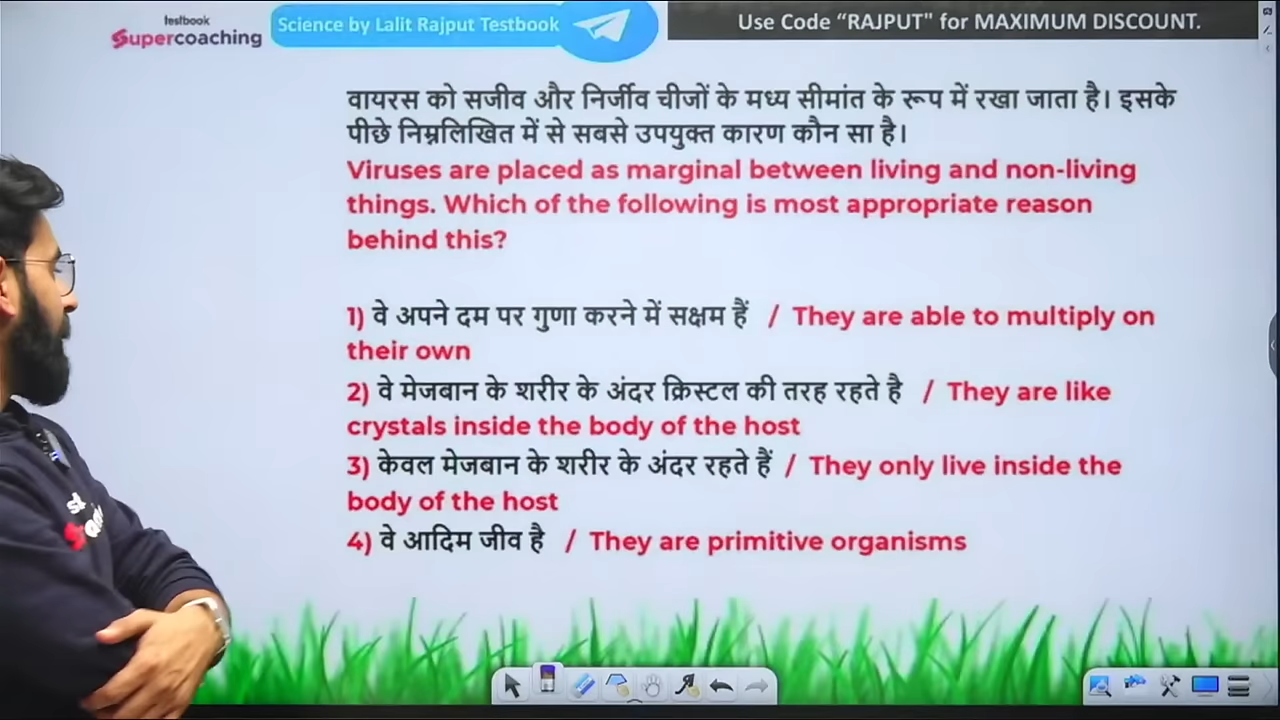 testbook
Supercoaching
Science by Lalit Rajput Testbook
Use Code “RAJPUT" for MAXIMUM DISCOUNT.
वायरस को सजीव और निर्जीव चीजों के मध्य सीमांत के रूप में रखा जाता है। इसके
पीछे निम्नलिखित में से सबसे उपयुक्त कारण कौन सा है।
Viruses are placed as marginal between living and non-living
things. Which of the following is most appropriate reason
behind this?
1) वे अपने दम पर गुणा करने में सक्षम हैं / They are able to multiply on
their own
2) वे मेजबान के शरीर के अंदर क्रिस्टल की तरह रहते है / They are like
crystals inside the body of the host
3) केवल मेजबान के शरीर के अंदर रहते हैं / They only live inside the
body of the host
4) वे आदिम जीव है / They are primitive organisms